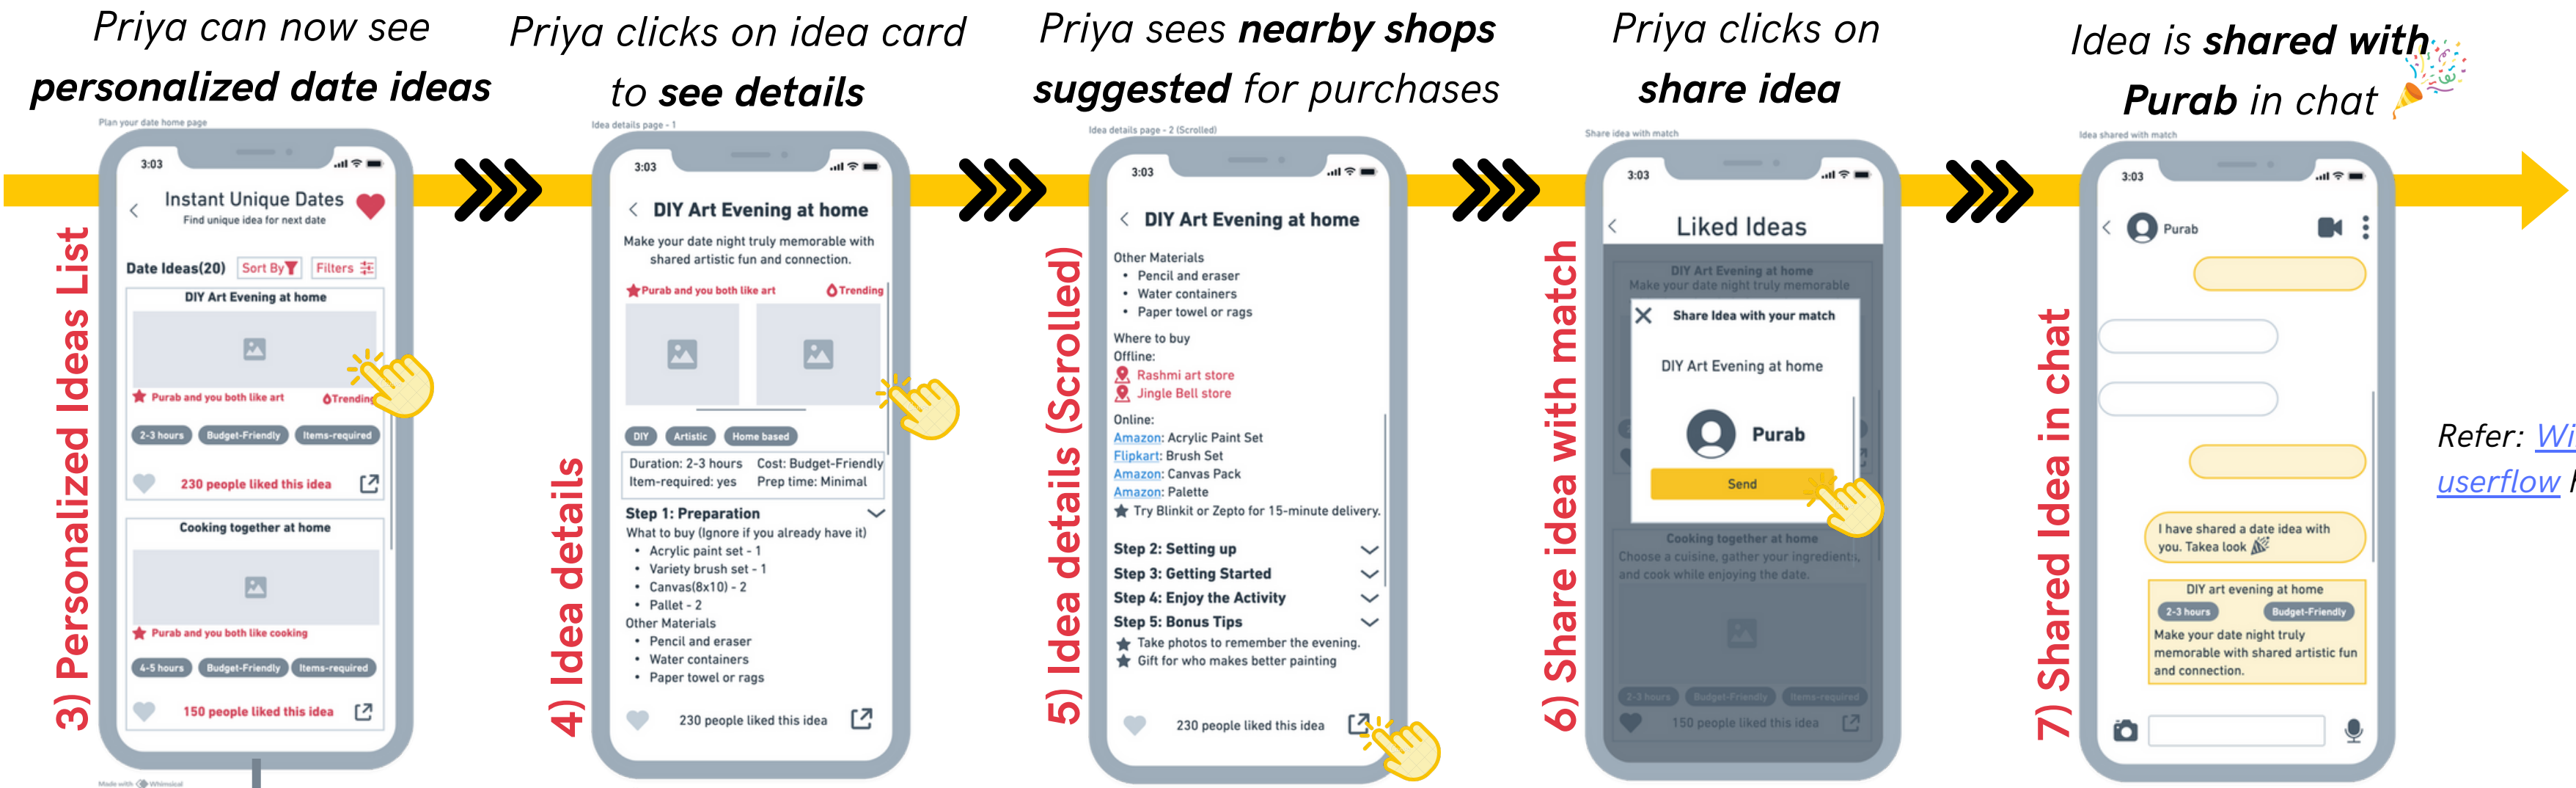 Priya can now see
personalized date ideas
Plan your date home page
3) Personalized Ideas List
3:03
Instant Unique Dates
Find unique idea for next date
Date Ideas(20) Sort By Filters
DIY Art Evening at home
Purab and you both like art Trending
2-3 hours Budget-Friendly Items-required
230 people liked this idea
Cooking together at home
Purab and you both like cooking
4-5 hours Budget-Friendly Items-required
150 people liked this idea
Made with Whimsical
Priya clicks on idea card
to see details
Idea details page - 1
4) Idea details
3:03
DIY Art Evening at home
Make your date night truly memorable with
shared artistic fun and connection.
Purab and you both like art Trending
DIY Artistic Home based
Duration: 2-3 hours Cost: Budget-Friendly
Item-required: yes Prep time: Minimal
Step 1: Preparation
What to buy (Ignore if you already have it)
• Acrylic paint set - 1
• Variety brush set - 1
• Canvas(8x10) - 2
• Pallet - 2
Other Materials
• Pencil and eraser
• Water containers
• Paper towel or rags
230 people liked this idea
Priya sees nearby shops
suggested for purchases
Idea details page - 2 (Scrolled)
5) Idea details (Scrolled)
3:03
DIY Art Evening at home
Other Materials
• Pencil and eraser
• Water containers
• Paper towel or rags
Where to buy
Offline:
Rashmi art store
Jingle Bell store
Online:
Amazon: Acrylic Paint Set
Flipkart: Brush Set
Amazon: Canvas Pack
Amazon: Palette
Try Blinkit or Zepto for 15-minute delivery.
Step 2: Setting up
Step 3: Getting Started
Step 4: Enjoy the Activity
Step 5: Bonus Tips
Take photos to remember the evening.
Gift for who makes better painting
230 people liked this idea
Priya clicks on
share idea
Share idea with match
6) Share idea with match
3:03
Liked Ideas
DIY Art Evening at home
Make your date night truly memorable
Share Idea with your match
DIY Art Evening at home
Purab
Send
Cooking together at home
Choose a cuisine, gather your ingredients,
and cook while enjoying the date.
2-3 hours Budget-Friendly Items-required
150 people liked this idea
Idea is shared with
Purab in chat
Idea shared with match
7) Shared Idea in chat
3:03
Purab
I have shared a date idea with
you. Takea look
DIY art evening at home
2-3 hours Budget-Friendly
Make your date night truly
memorable with shared artistic fun
and connection.
Refer:
userflow